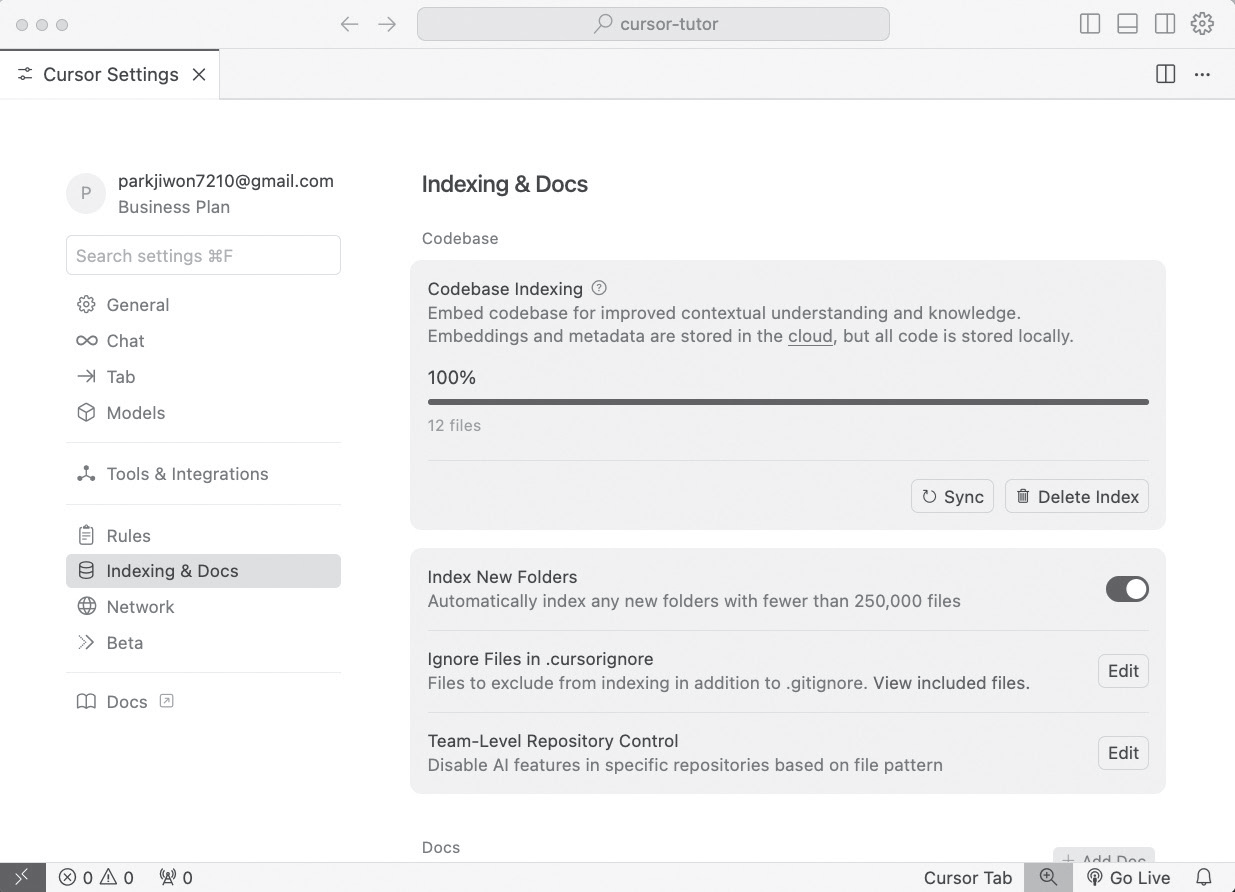 cursor-tutor
Cursor Settings
P
parkjiwon7210@gmail.com
Business Plan
Search settings ⌘F
General
Chat
Tab
Models
Tools & Integrations
Rules
Indexing & Docs
Network
Beta
Docs
Indexing & Docs
Codebase
Codebase Indexing
Embed codebase for improved contextual understanding and knowledge.
Embeddings and metadata are stored in the cloud, but all code is stored locally.
100%
12 files
Sync
Delete Index
Index New Folders
Automatically index any new folders with fewer than 250,000 files
Ignore Files in .cursorignore
Files to exclude from indexing in addition to .gitignore. View included files.
Edit
Team-Level Repository Control
Disable AI features in specific repositories based on file pattern
Edit
Docs
+ Add Doc
0 0 0
Cursor Tab
Go Live